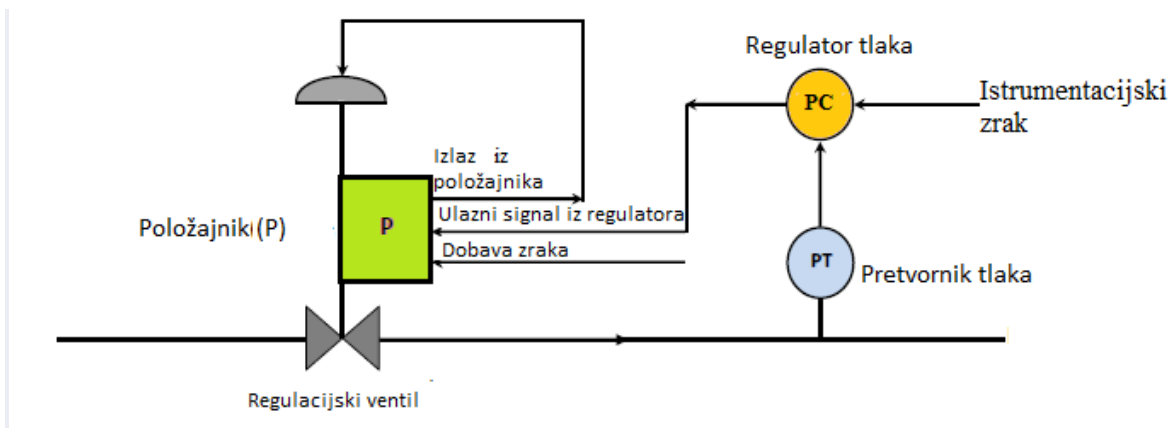 Regulator tlaka
PC
Istrumentacijski
zrak
Izlaz iz
položajnika
Položajnik (P)
P
Ulazni signal iz regulatora
Dobava zraka
PT
Pretvornik tlaka
Regulacijski ventil